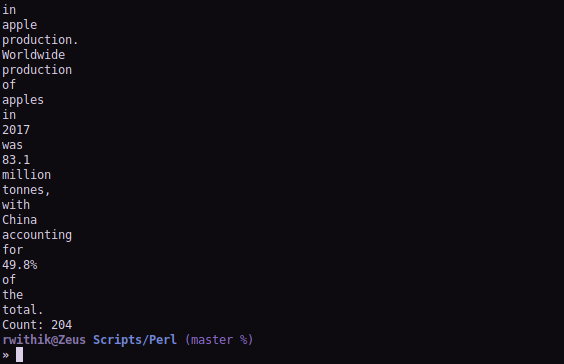 in
apple
production.
Worldwide
production
of
apples
in
2017
was
83.1
million
tonnes,
with
China
accounting
for
49.8%
of
the
total.
Count: 204
rwithik@Zeus Scripts/Perl (master %)
»